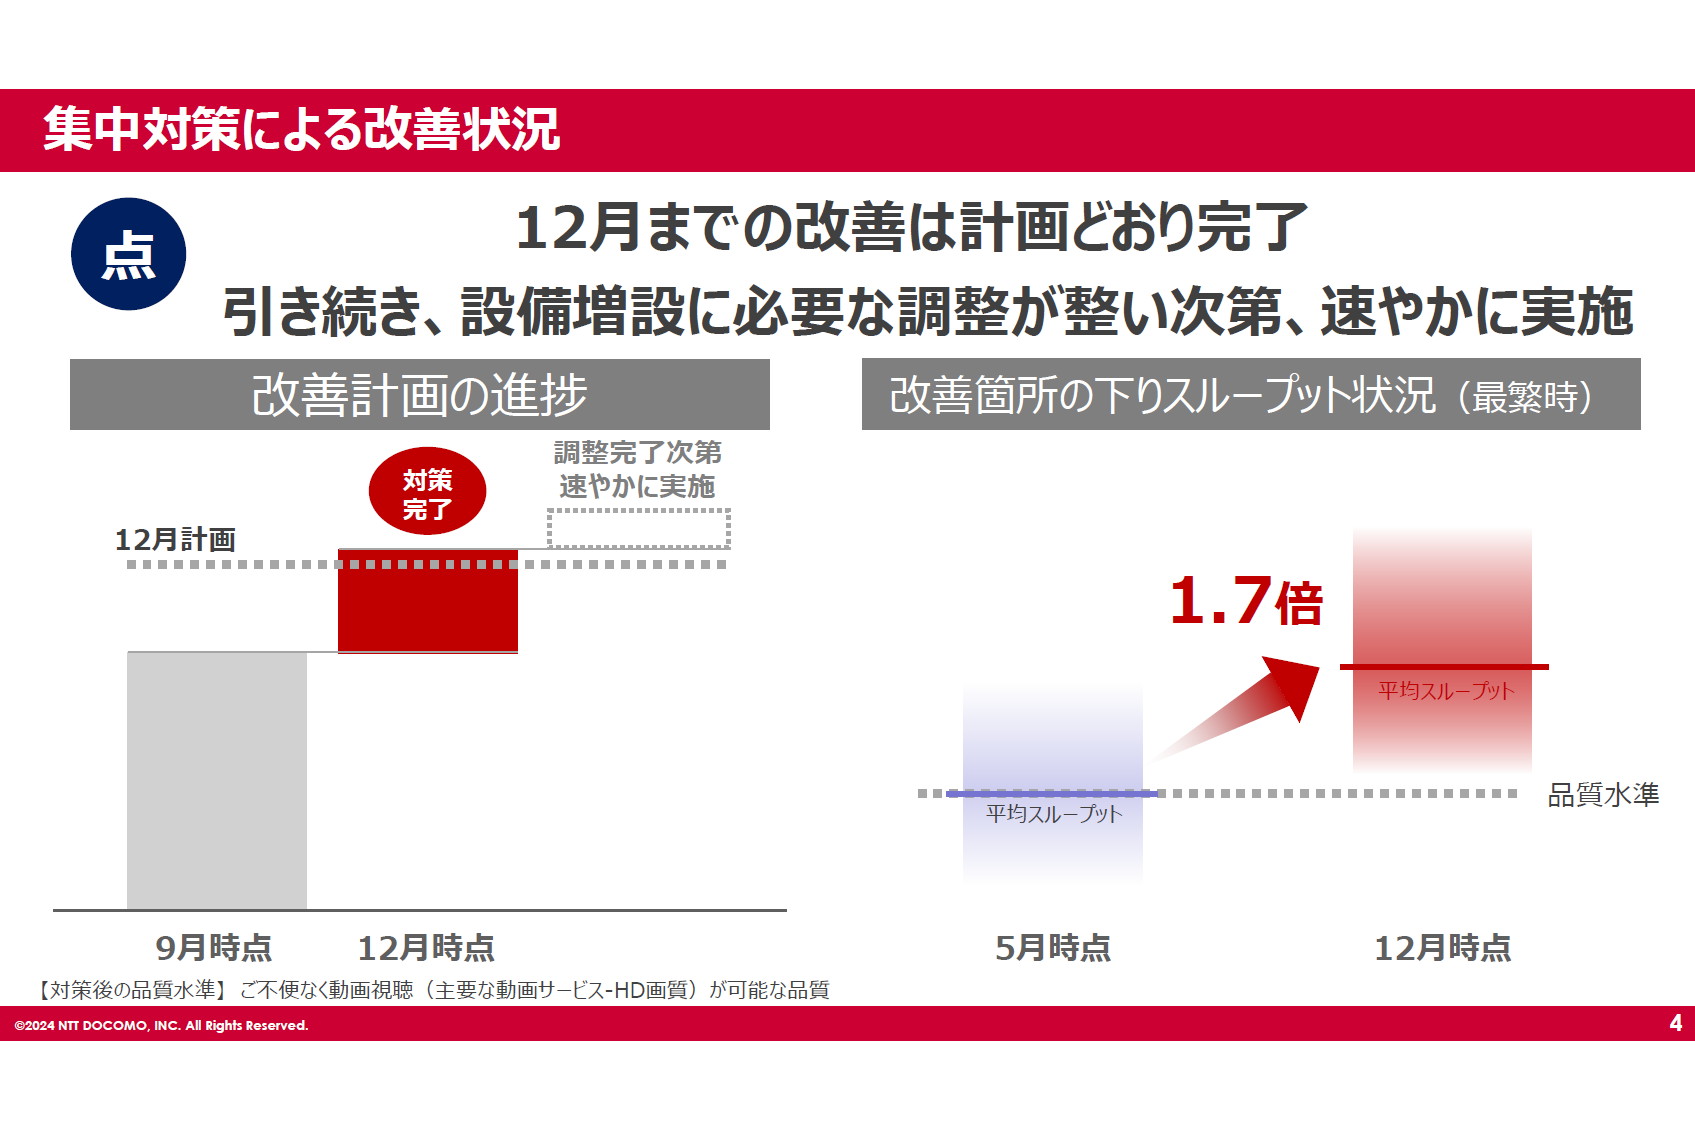 集中対策による改善状況
点
12月までの改善は計画どおり完了
引き続き、設備増設に必要な調整が整い次第、速やかに実施
改善計画の進捗
対策
完了
調整完了次第
速やかに実施
12月計画
9月時点
12月時点
改善箇所の下りスループット状況（最繁時）
1.7倍
平均スループット
平均スループット
品質水準
5月時点
12月時点
【対策後の品質水準】 ご不便なく動画視聴（主要な動画サービス-HD画質）が可能な品質
©2024 NTT DOCOMO, INC. All Rights Reserved.
4